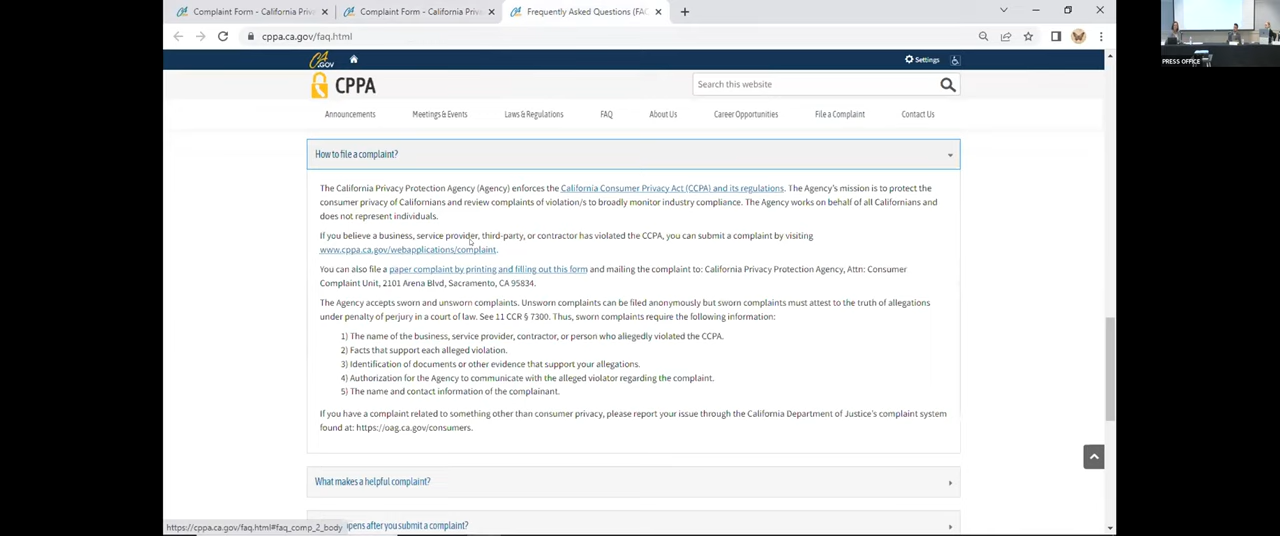 Complaint Form - California Priv
Complaint Form - California Priv
Frequently Asked Questions (FAC
cppa.ca.gov/faq.html
CA.GOV
Settings
CPPA
Search this website
Announcements
Meetings & Events
Laws & Regulations
FAQ
About Us
Career Opportunities
File a Complaint
Contact Us
How to file a complaint?
The California Privacy Protection Agency (Agency) enforces the California Consumer Privacy Act (CCPA) and its regulations. The Agency's mission is to protect the
consumer privacy of Californians and review complaints of violation/s to broadly monitor industry compliance. The Agency works on behalf of all Californians and
does not represent individuals.
If you believe a business, service provider, third-party, or contractor has violated the CCPA, you can submit a complaint by visiting
www.cppa.ca.gov/webapplications/complaint.
You can also file a paper complaint by printing and filling out this form and mailing the complaint to: California Privacy Protection Agency, Attn: Consumer
Complaint Unit, 2101 Arena Blvd, Sacramento, CA 95834.
The Agency accepts sworn and unsworn complaints. Unsworn complaints can be filed anonymously but sworn complaints must attest to the truth of allegations
under penalty of perjury in a court of law. See 11 CCR § 7300. Thus, sworn complaints require the following information:
1) The name of the business, service provider, contractor, or person who allegedly violated the CCPA.
2) Facts that support each alleged violation.
3) Identification of documents or other evidence that support your allegations.
4) Authorization for the Agency to communicate with the alleged violator regarding the complaint.
5) The name and contact information of the complainant.
If you have a complaint related to something other than consumer privacy, please report your issue through the California Department of Justice's complaint system
found at: https://oag.ca.gov/consumers.
What makes a helpful complaint?
https://cppa.ca.gov/faq.html#faq_comp_2_body
pens after you submit a complaint?
PRESS OFFICE